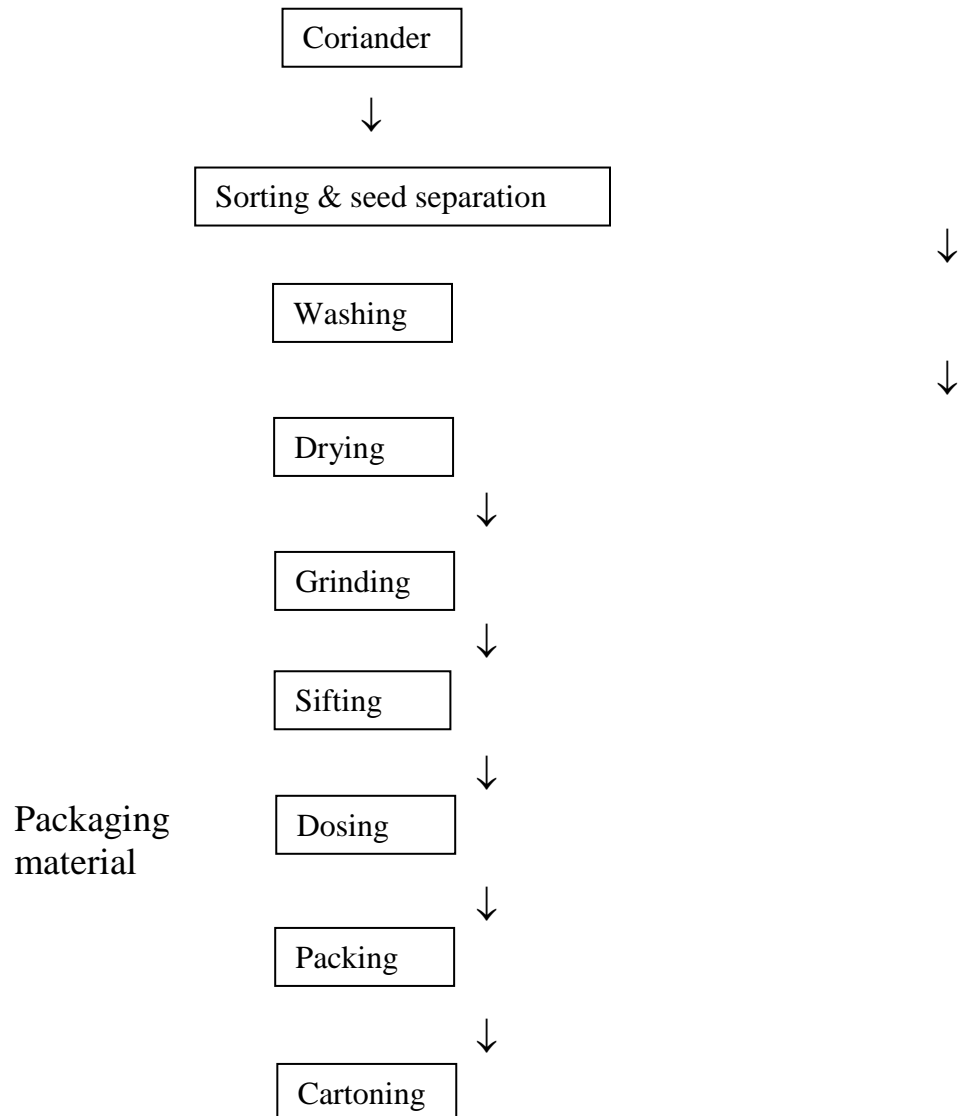 Coriander
↓
Sorting & seed separation
↓
Washing
↓
Drying
↓
Grinding
↓
Sifting
↓
Packaging
material
Dosing
↓
Packing
↓
Cartoning